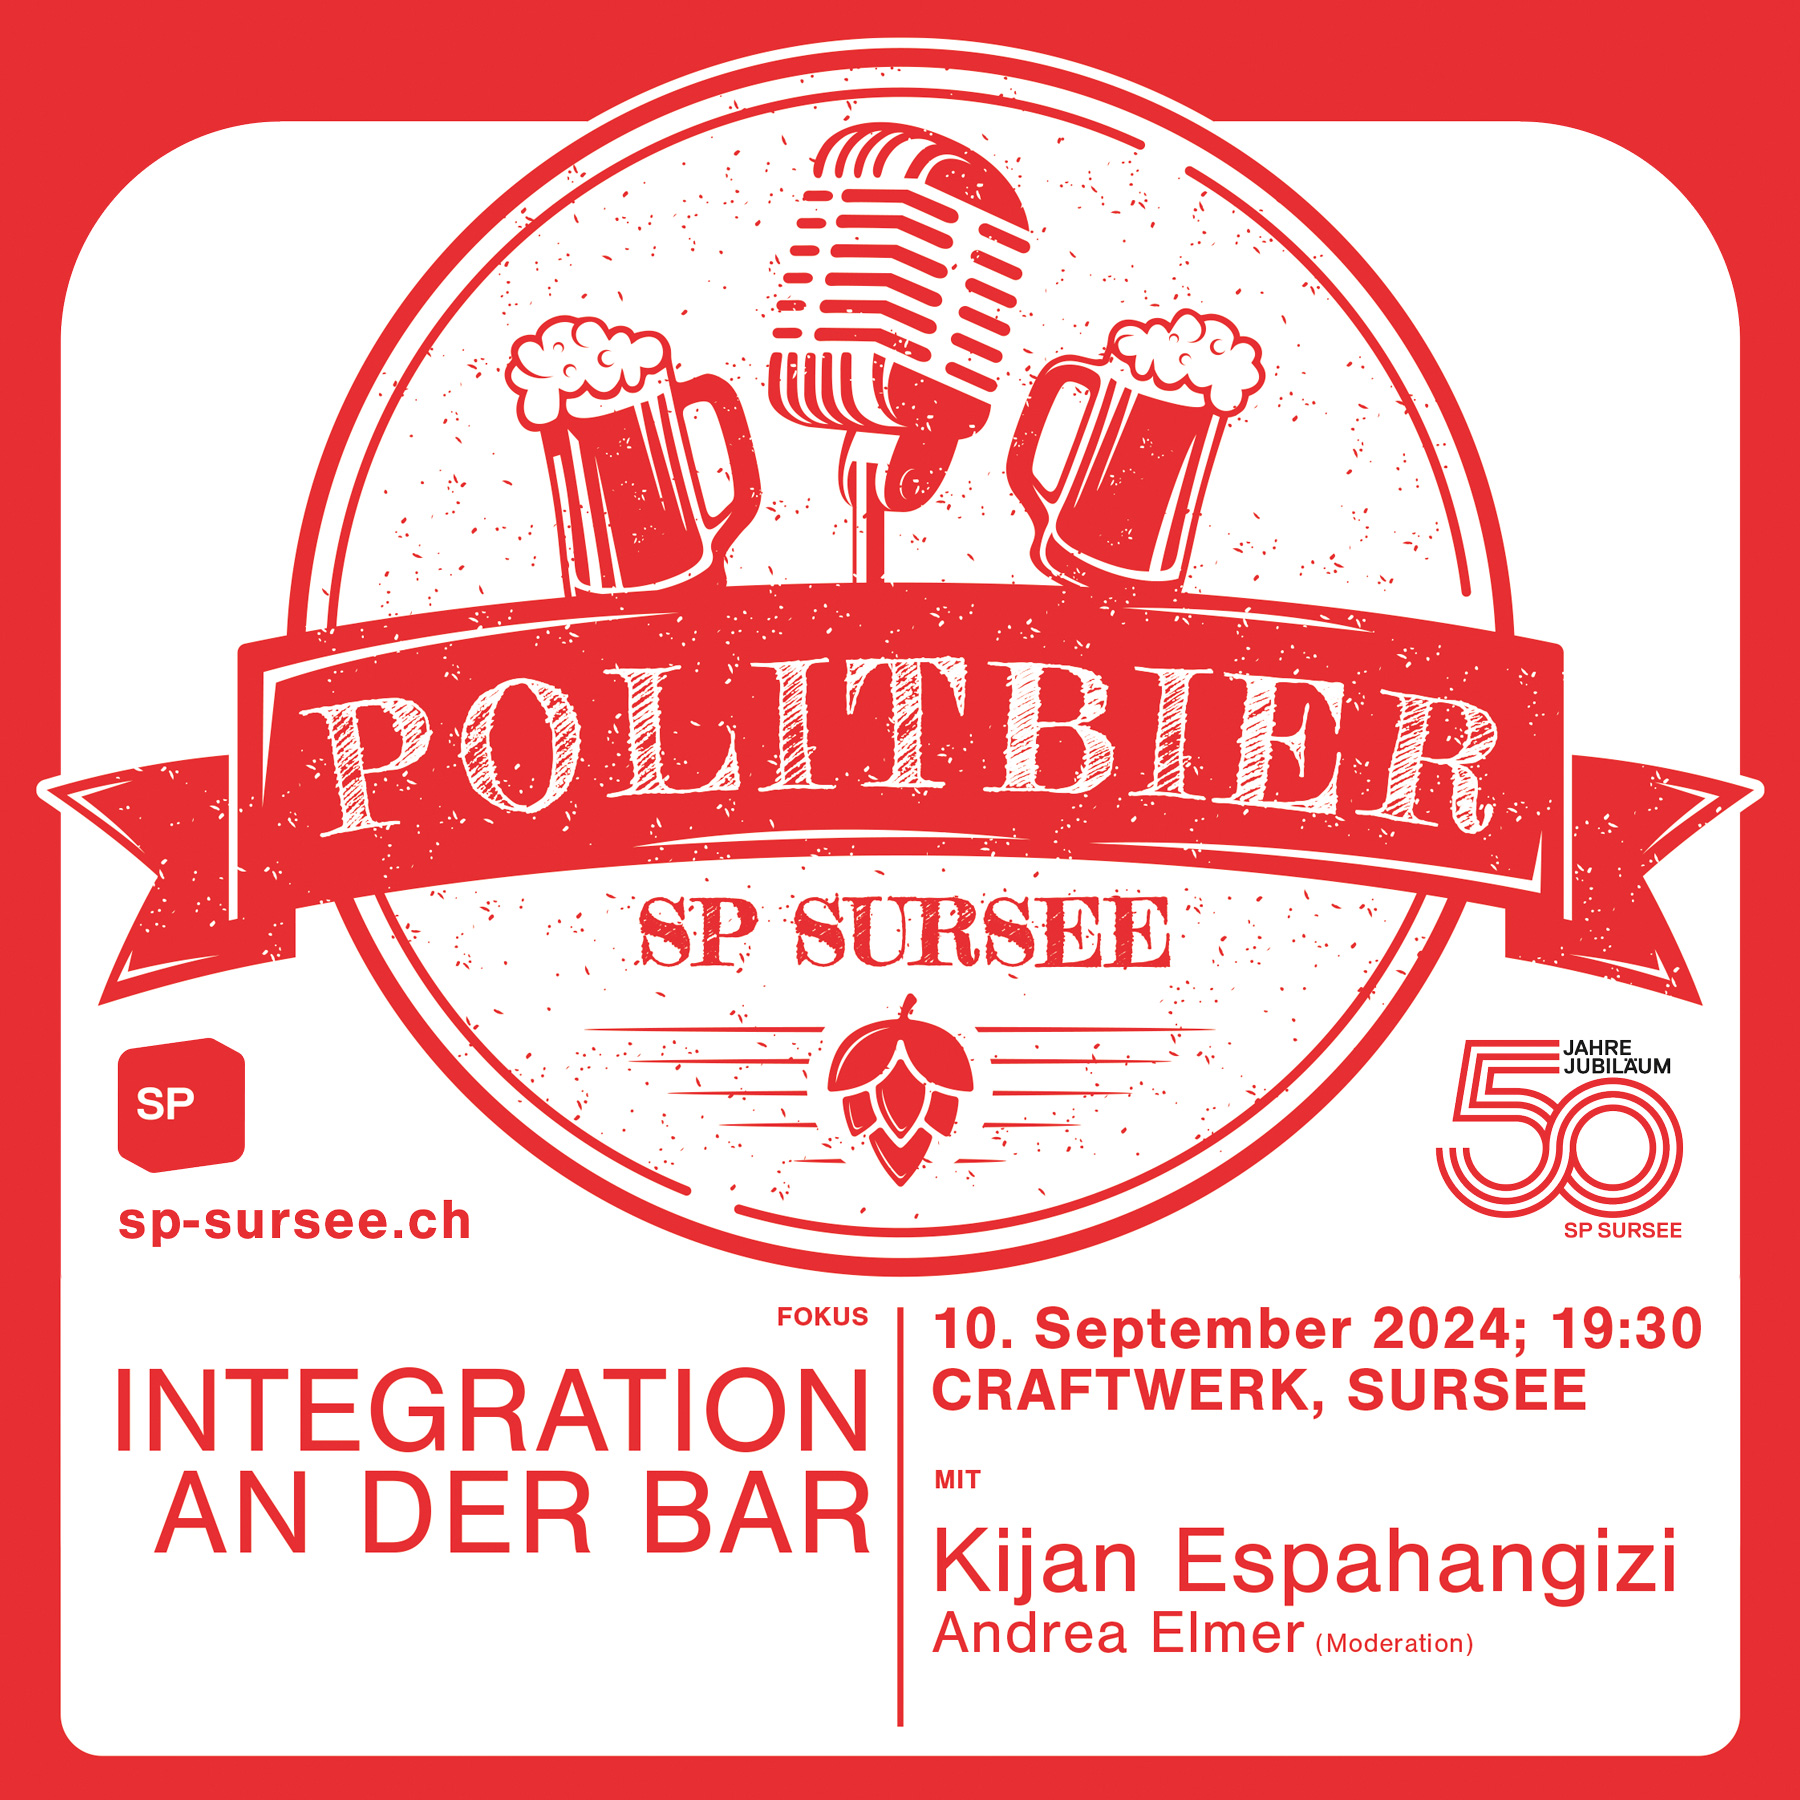 POLITBIER
SP SURSEE
SP
sp-sursee.ch
50
JAHRE
JUBILÄUM
SP SURSEE
FOKUS
INTEGRATION
AN DER BAR
10. September 2024; 19:30
CRAFTWERK, SURSEE
MIT
Kijan Espahangizi
Andrea Elmer (Moderation)